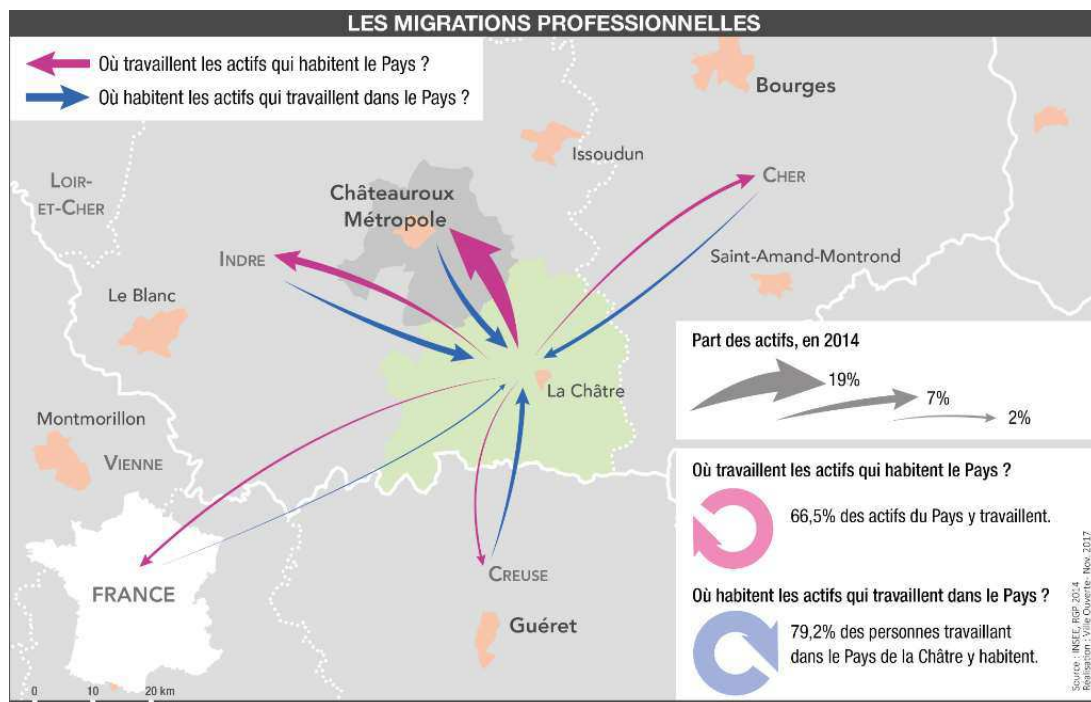 LES MIGRATIONS PROFESSIONNELLES
Où travaillent les actifs qui habitent le Pays ?
Où habitent les actifs qui travaillent dans le Pays ?
Bourges
Issoudun
LOIR-
ET-CHER
CHER
Châteauroux
Métropole
INDRE
Saint-Amand-Montrond
Le Blanc
Part des actifs, en 2014
19%
7%
2%
La Châtre
Montmorillon
VIENNE
Où travaillent les actifs qui habitent le Pays ?
66,5% des actifs du Pays y travaillent.
CREUSE
FRANCE
Où habitent les actifs qui travaillent dans le Pays ?
Guéret
79,2% des personnes travaillant
dans le Pays de la Châtre y habitent.
0 10 20 km
Source : INSEE, RGP 2014
Réalisation : Ville Ouverte- Nov. 2017